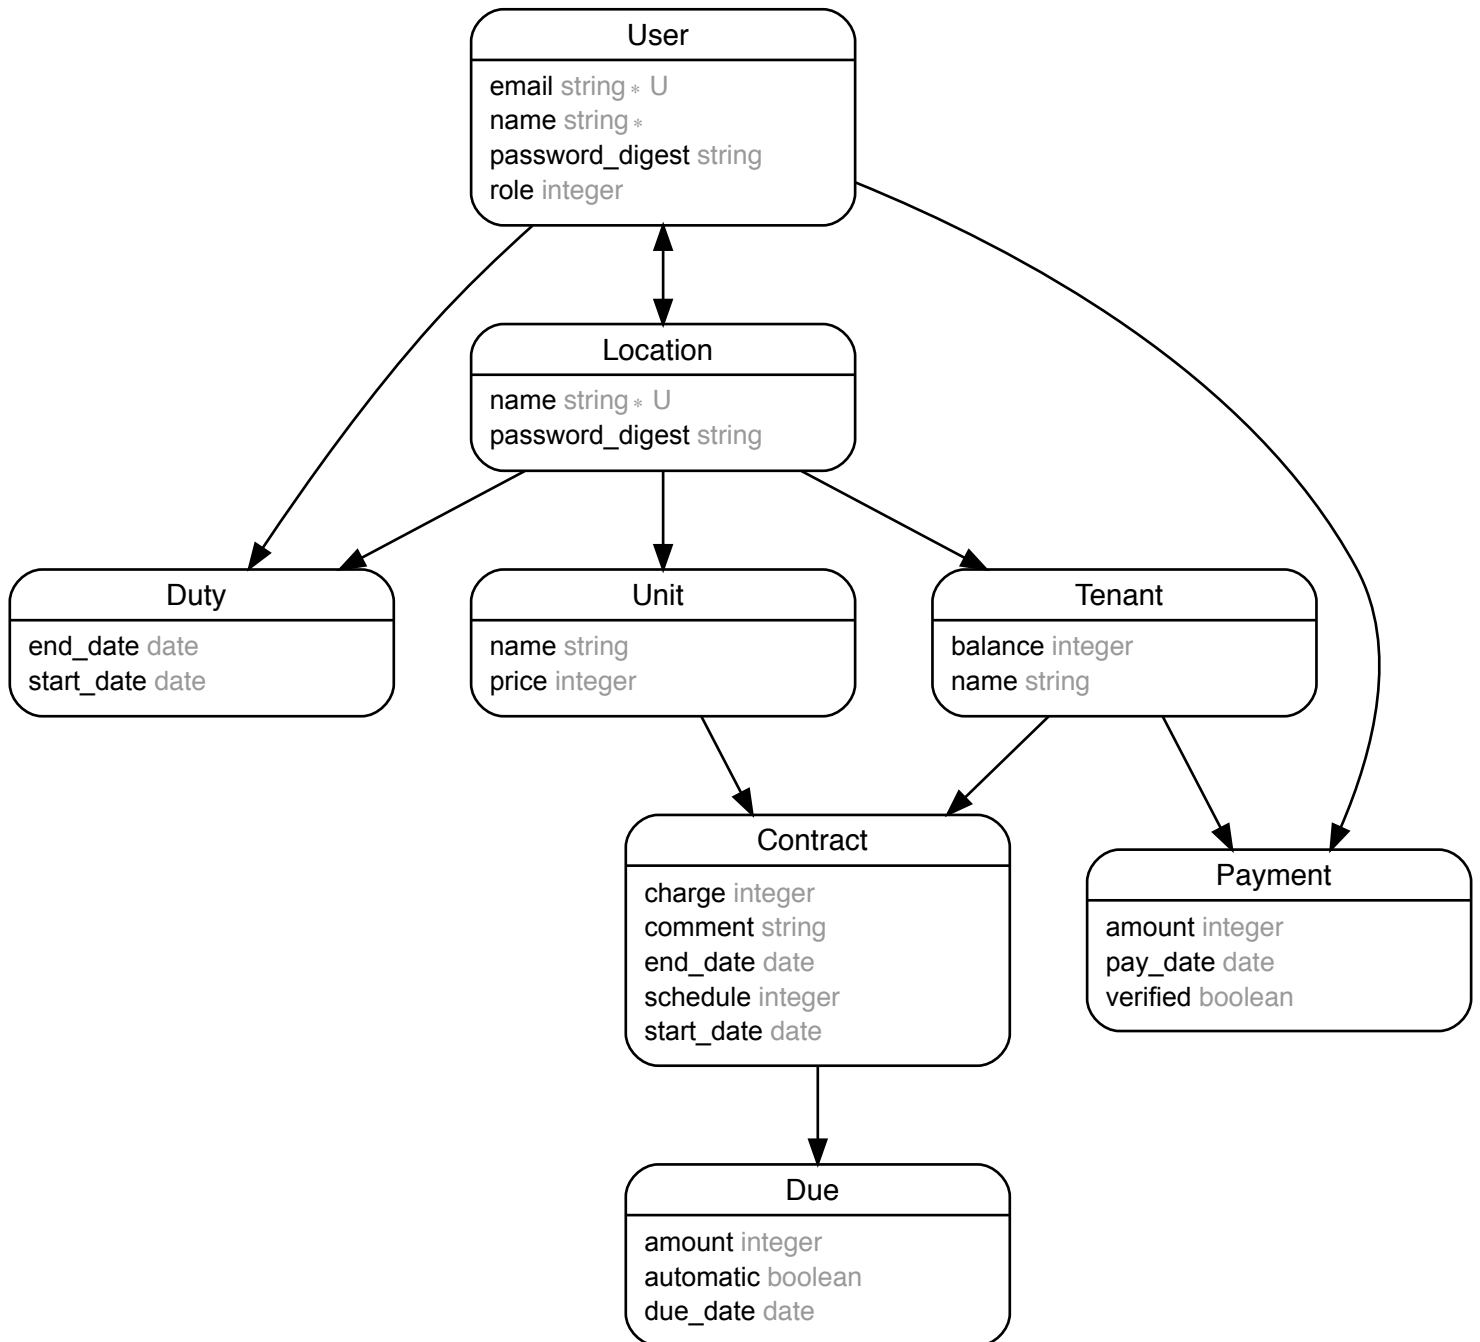 User
email string∗ U
name string∗
password_digest string
role integer
Location
name string∗ U
password_digest string
Duty
end_date date
start_date date
Unit
name string
price integer
Tenant
balance integer
name string
Contract
charge integer
comment string
end_date date
schedule integer
start_date date
Payment
amount integer
pay_date date
verified boolean
Due
amount integer
automatic boolean
due_date date